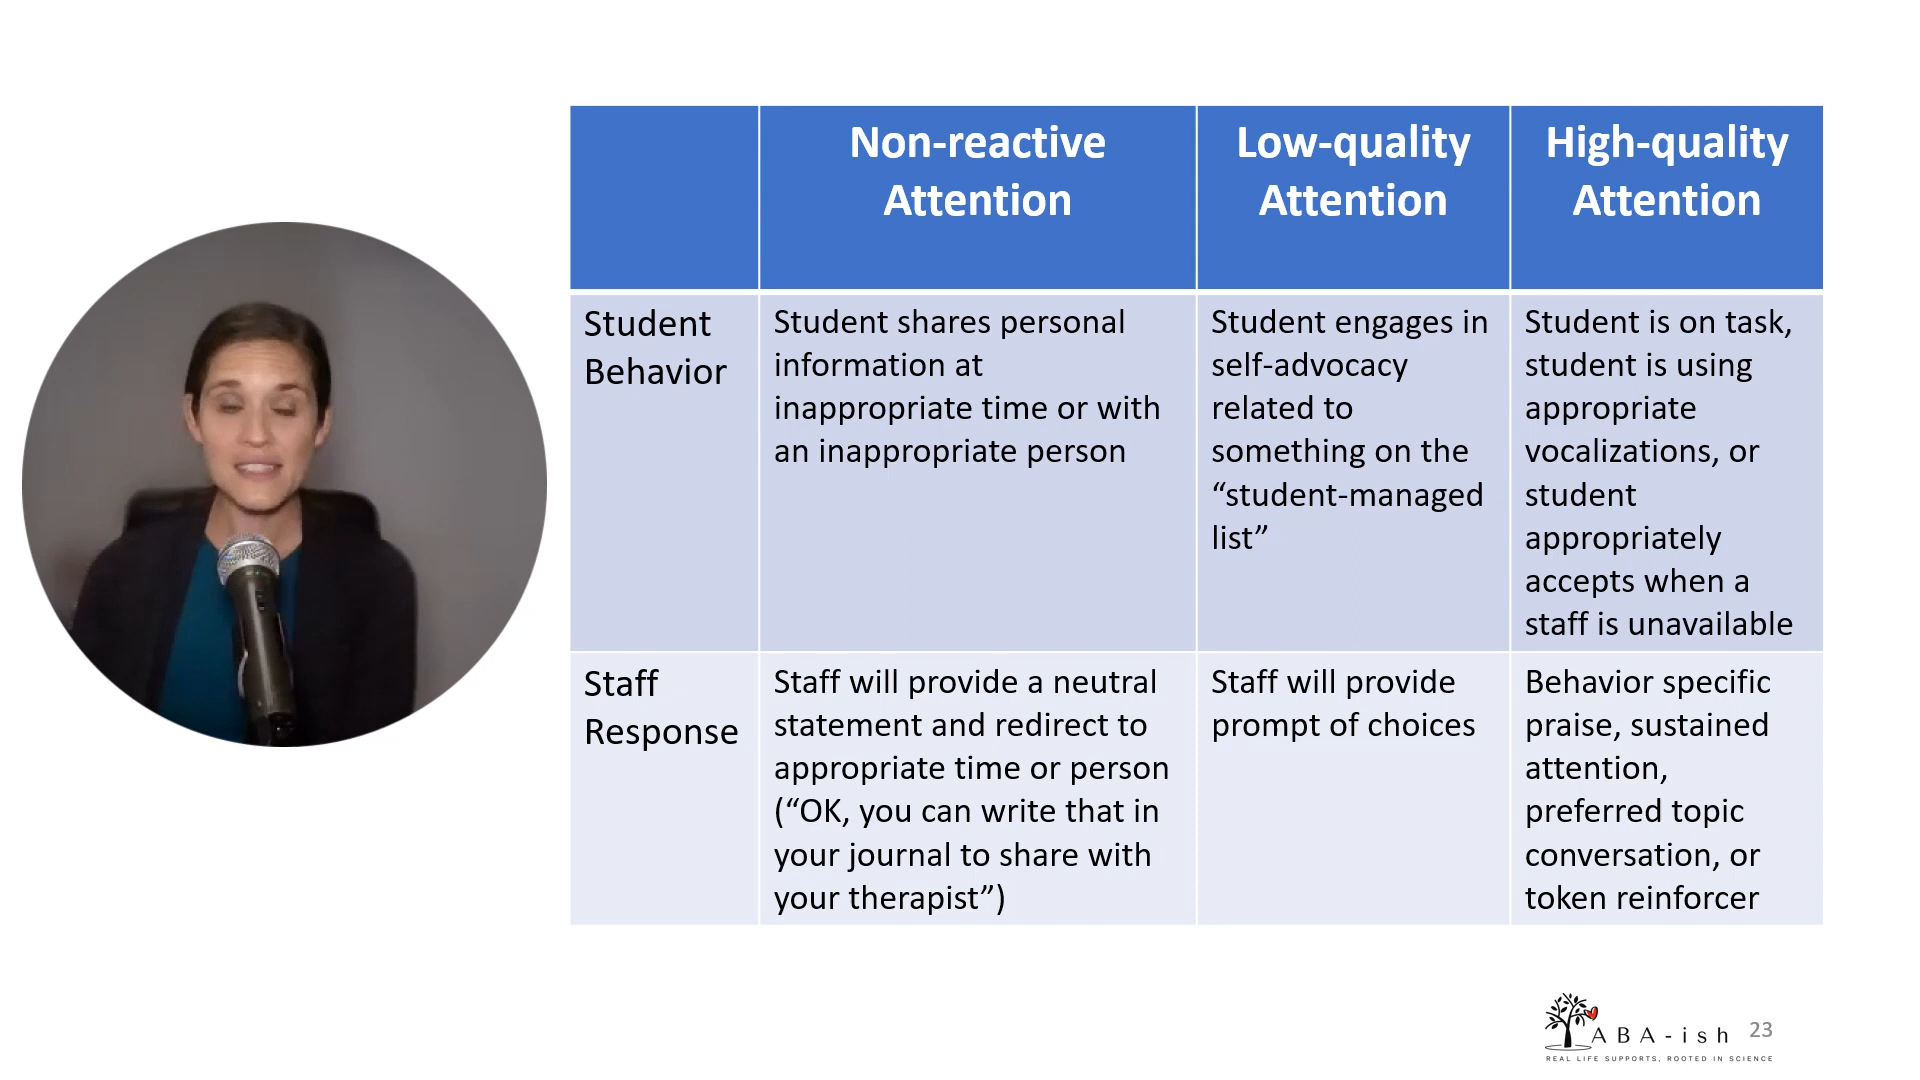 Non-reactive
Attention
Low-quality
Attention
High-quality
Attention
Student
Behavior
Student shares personal
information at
inappropriate time or with
an inappropriate person
Student engages in
self-advocacy
related to
something on the
“student-managed
list”
Student is on task,
student is using
appropriate
vocalizations, or
student
appropriately
accepts when a
staff is unavailable
Staff
Response
Staff will provide a neutral
statement and redirect to
appropriate time or person
(“OK, you can write that in
your journal to share with
your therapist”)
Staff will provide
prompt of choices
Behavior specific
praise, sustained
attention,
preferred topic
conversation, or
token reinforcer
ABA-ish
REAL LIFE SUPPORTS, ROOTED IN SCIENCE
23